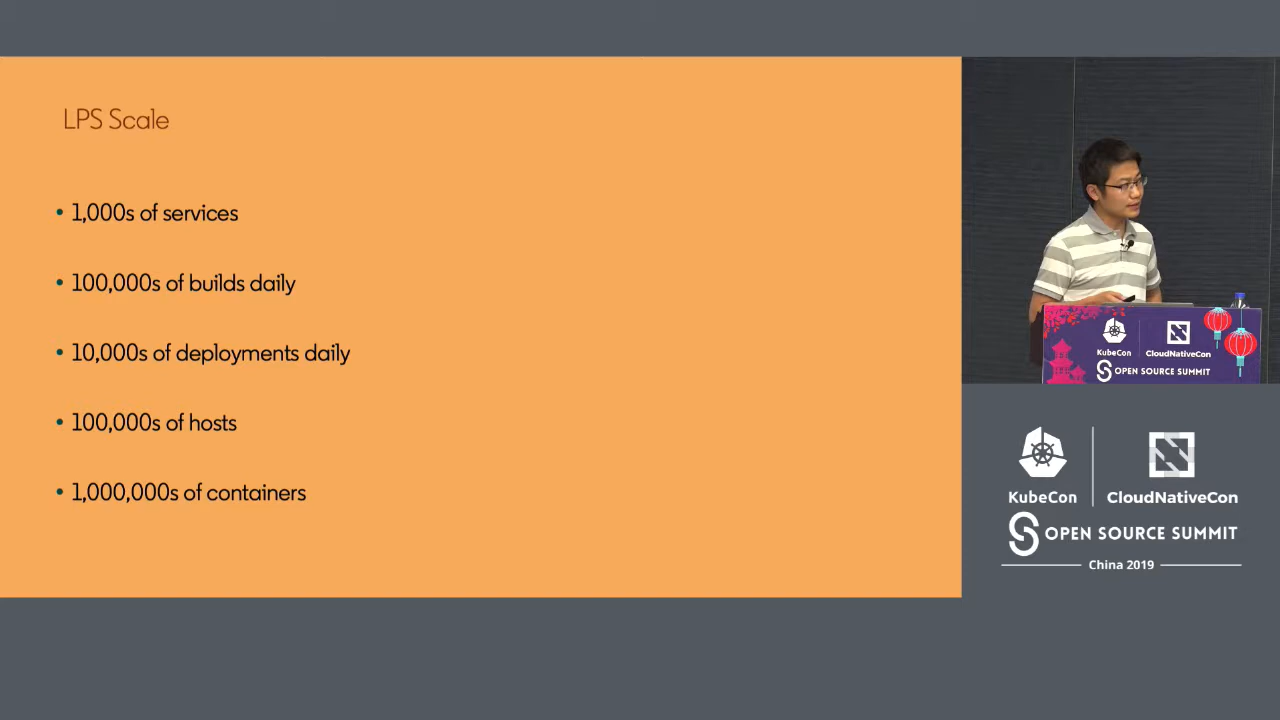 LPS Scale
• 1,000s of services
• 100,000s of builds daily
• 10,000s of deployments daily
• 100,000s of hosts
• 1,000,000s of containers
KubeCon
CloudNativeCon
OPEN SOURCE SUMMIT
KubeCon
CloudNativeCon
OPEN SOURCE SUMMIT
China 2019